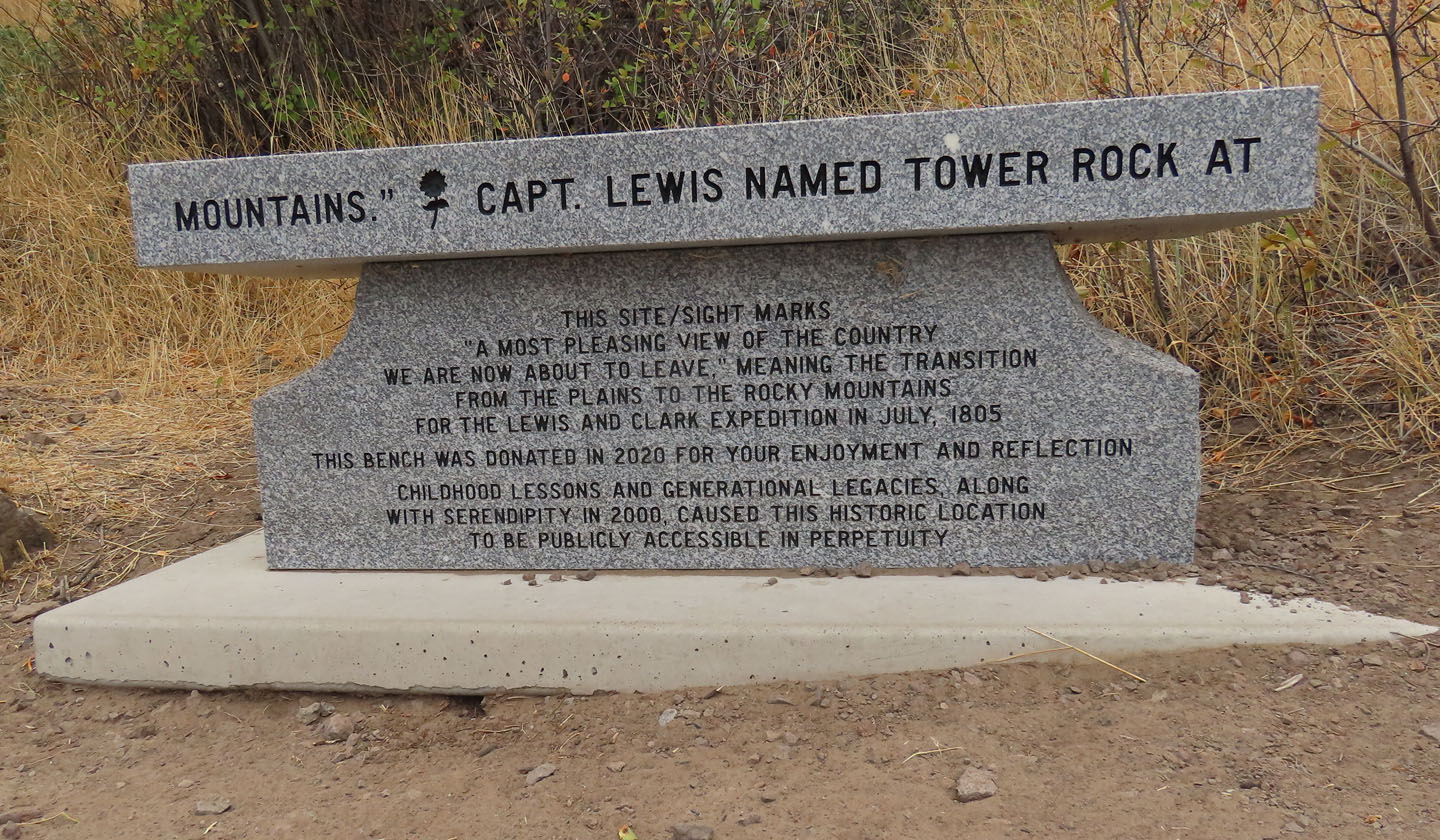 MOUNTAINS." CAPT. LEWIS NAMED TOWER ROCK AT
THIS SITE/SIGHT MARKS
"A MOST PLEASING VIEW OF THE COUNTRY
WE ARE NOW ABOUT TO LEAVE," MEANING THE TRANSITION
FROM THE PLAINS TO THE ROCKY MOUNTAINS
FOR THE LEWIS AND CLARK EXPEDITION IN JULY, 1805
THIS BENCH WAS DONATED IN 2020 FOR YOUR ENJOYMENT AND REFLECTION
CHILDHOOD LESSONS AND GENERATIONAL LEGACIES, ALONG
WITH SERENDIPITY IN 2000, CAUSED THIS HISTORIC LOCATION
TO BE PUBLICLY ACCESSIBLE IN PERPETUITY